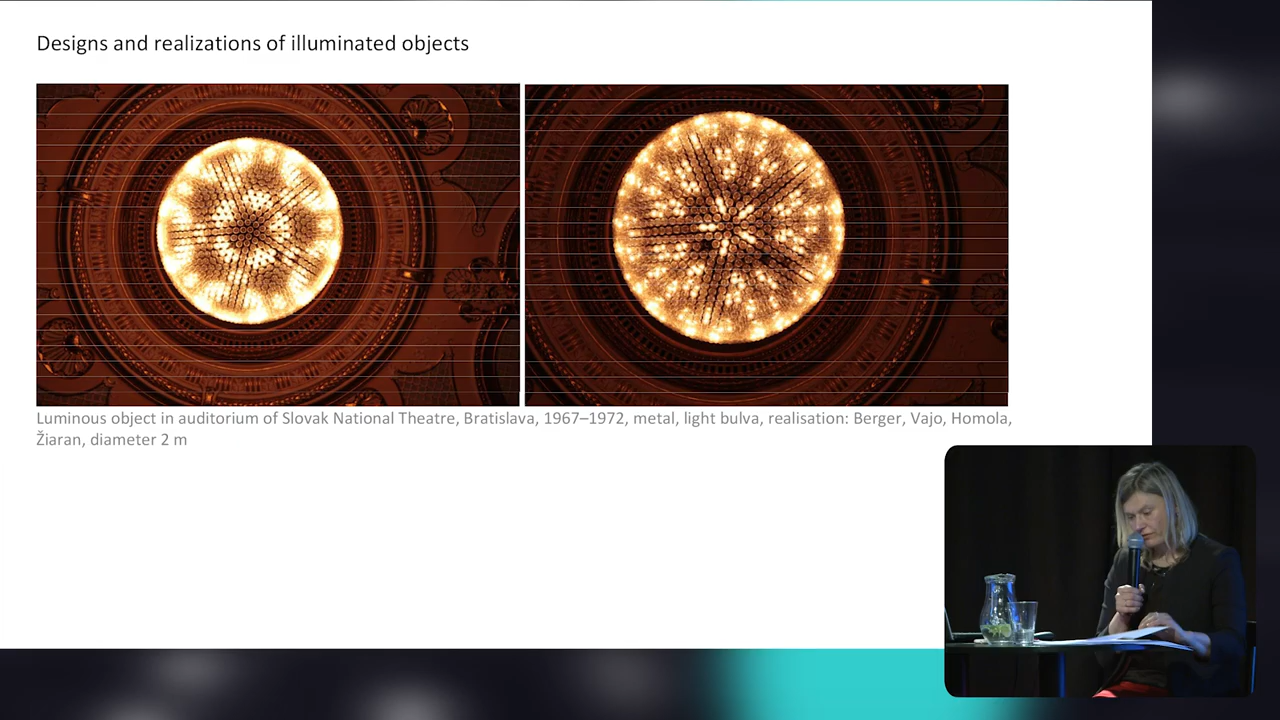 Designs and realizations of illuminated objects
Luminous object in auditorium of Slovak National Theatre, Bratislava, 1967–1972, metal, light bulva, realisation: Berger, Vajo, Homola,
Žiaran, diameter 2 m